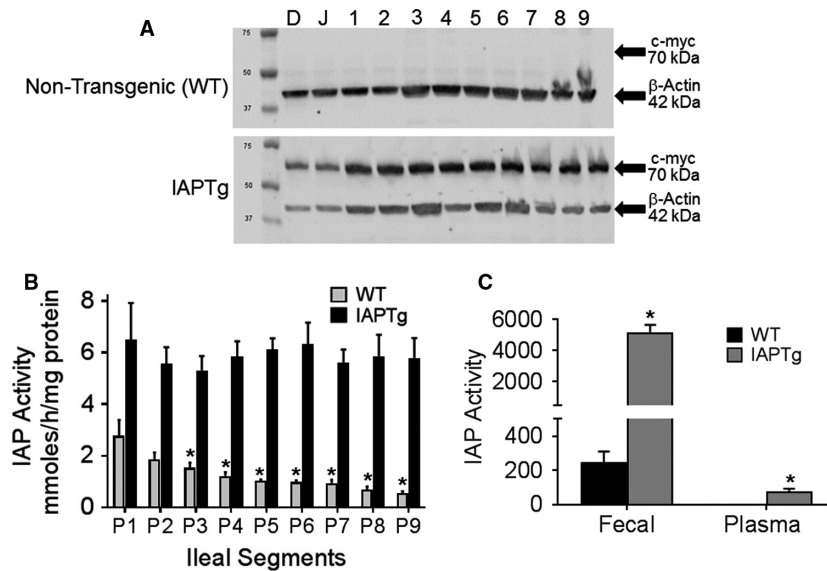 A
D J 1 2 3 4 5 6 7 8 9
75
50
37
Non-Transgenic (WT)
c-myc
70 kDa
β-Actin
42 kDa
75
50
37
IAPTg
c-myc
70 kDa
β-Actin
42 kDa
B
IAP Activity
mmoles/h/mg protein
8
6
4
2
0
WT
IAPTg
* * * * * * *
P1 P2 P3 P4 P5 P6 P7 P8 P9
Ileal Segments
C
IAP Activity
6000
4000
2000
400
200
0
WT
IAPTg
*
*
Fecal Plasma